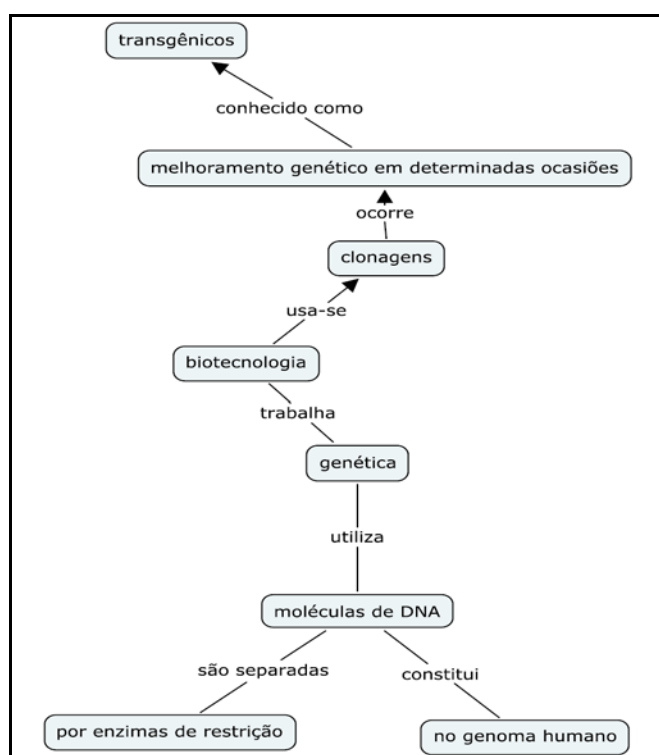 transgênicos
conhecido como
melhoramento genético em determinadas ocasiões
ocorre
clonagens
usa-se
biotecnologia
trabalha
genética
utiliza
moléculas de DNA
são separadas
constitui
por enzimas de restrição
no genoma humano